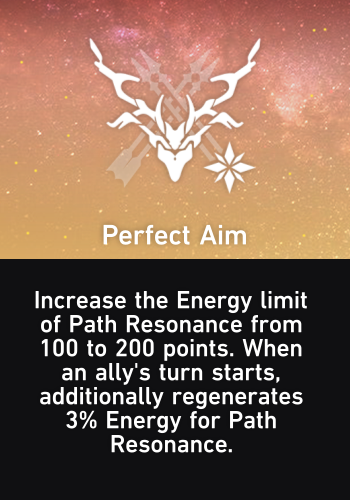 Perfect Aim
Increase the Energy limit
of Path Resonance from
100 to 200 points. When
an ally's turn starts,
additionally regenerates
3% Energy for Path
Resonance.